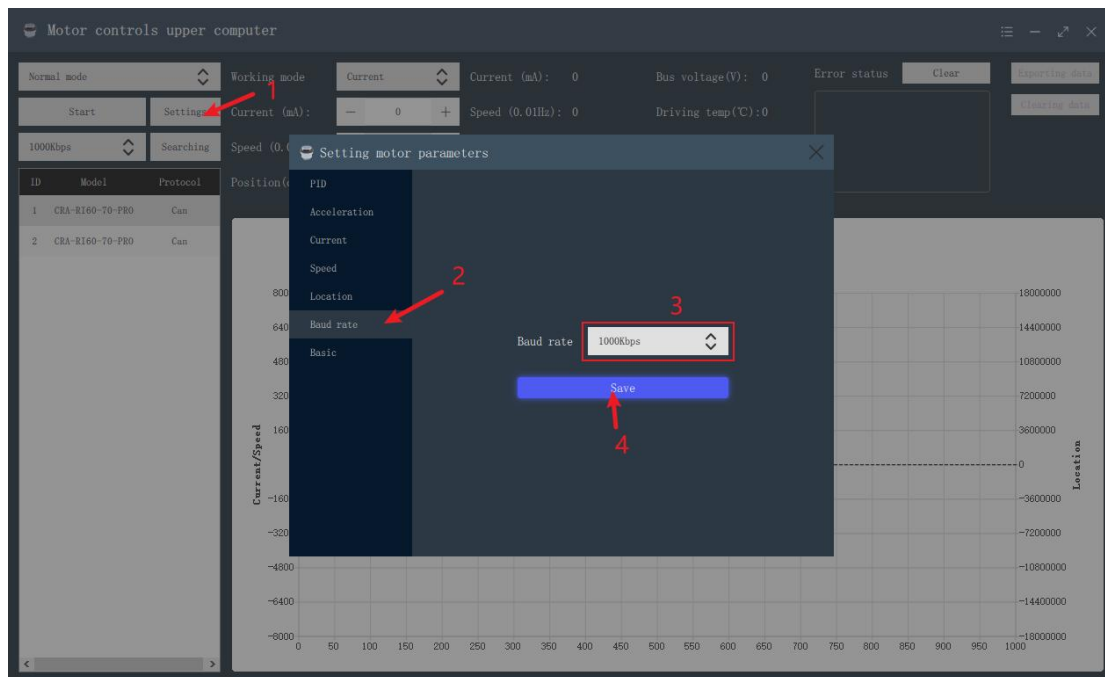 Motor controls upper computer
Normal mode
Working mode
Current
Current (mA): 0
Bus voltage(V): 0
Error status
Clear
Exporting data
1
Start
Settings
Current (mA):
− 0 +
Speed (0.01Hz): 0
Driving temp(℃):0
Clearing data
1000Kbps
Searching
Speed (0.0
Setting motor parameters
ID Model Protocol
Position(
1 CRA-RI60-70-PRO Can
2 CRA-RI60-70-PRO Can
PID
Acceleration
Current
Speed
Location
Baud rate
Basic
2
3
Baud rate
1000Kbps
Save
4
Current/Speed
800
640
480
320
160
-160
-320
-4800
-6400
-8000
18000000
14400000
10800000
7200000
3600000
0
-3600000
-7200000
-10800000
-14400000
-18000000
Location
0 50 100 150 200 250 300 350 400 450 500 550 600 650 700 750 800 850 900 950 1000